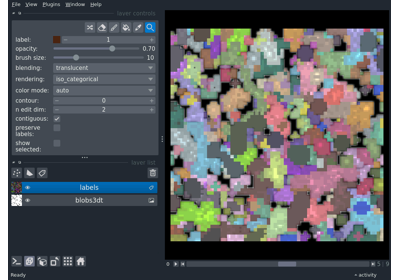 File View Plugins Window Help
layer controls
label: 1
opacity: 0.70
brush size: 10
blending: translucent
rendering: iso_categorical
color mode: auto
contour: 0
n edit dim: 2
contiguous:
preserve
labels:
show
selected:
layer list
labels
blobs3dt
Ready
activity